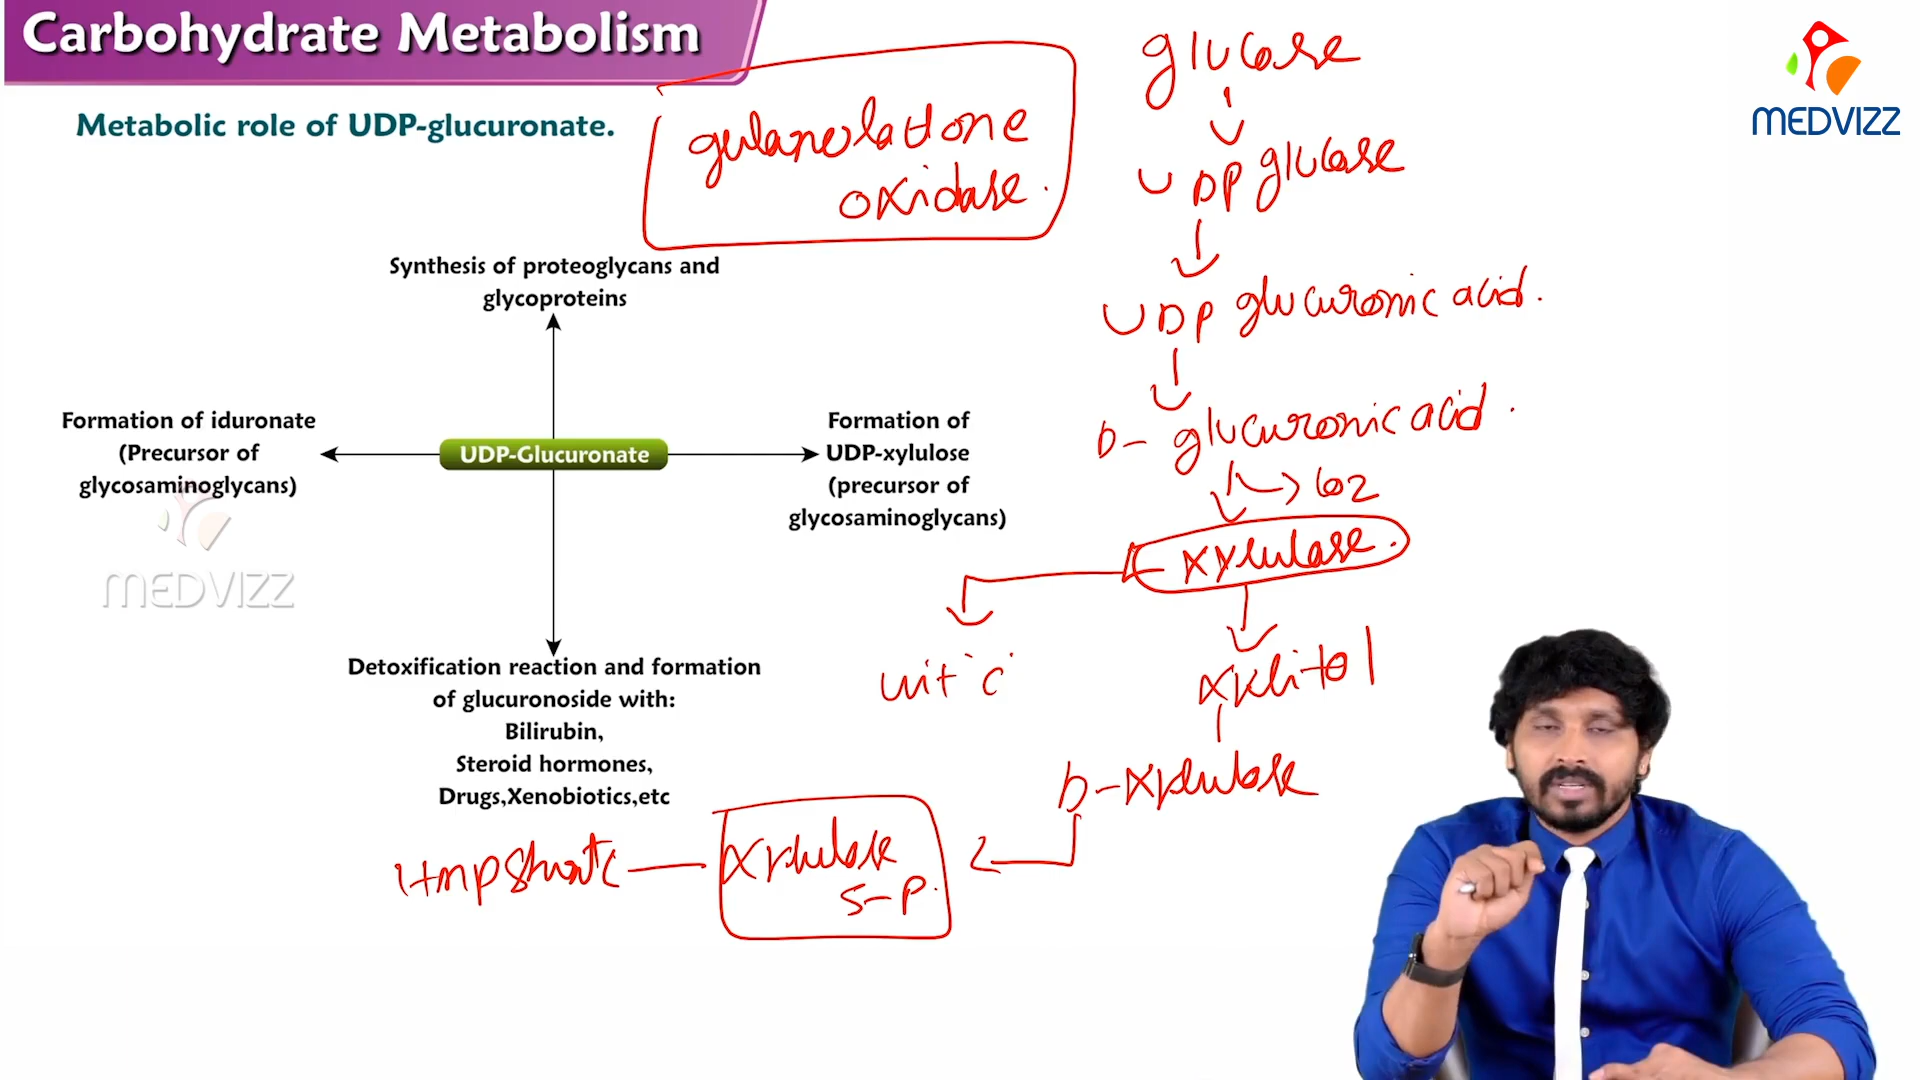 Carbohydrate Metabolism
MEDVIZZ
Metabolic role of UDP-glucuronate.
gulanolactone
oxidase.
Synthesis of proteoglycans and
glycoproteins
Formation of iduronate
(Precursor of
glycosaminoglycans)
UDP-Glucuronate
Formation of
UDP-xylulose
(precursor of
glycosaminoglycans)
MEDVIZZ
Detoxification reaction and formation
of glucuronoside with:
Bilirubin,
Steroid hormones,
Drugs,Xenobiotics,etc
glucose
UDP glucose
UDP glucuronic acid.
D- glucuronic acid.
CO2
L- xylulose.
vit 'c'
xylitol
D-xylulose
xylulose
5-P.
HMP Shunt